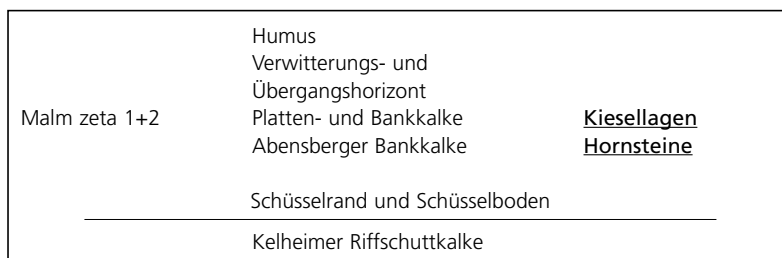 Humus
Verwitterungs- und
Übergangshorizont
Malm zeta 1+2 Platten- und Bankkalke Kiesellagen
Abensberger Bankkalke Hornsteine
Schüsselrand und Schüsselboden
Kelheimer Riffschuttkalke